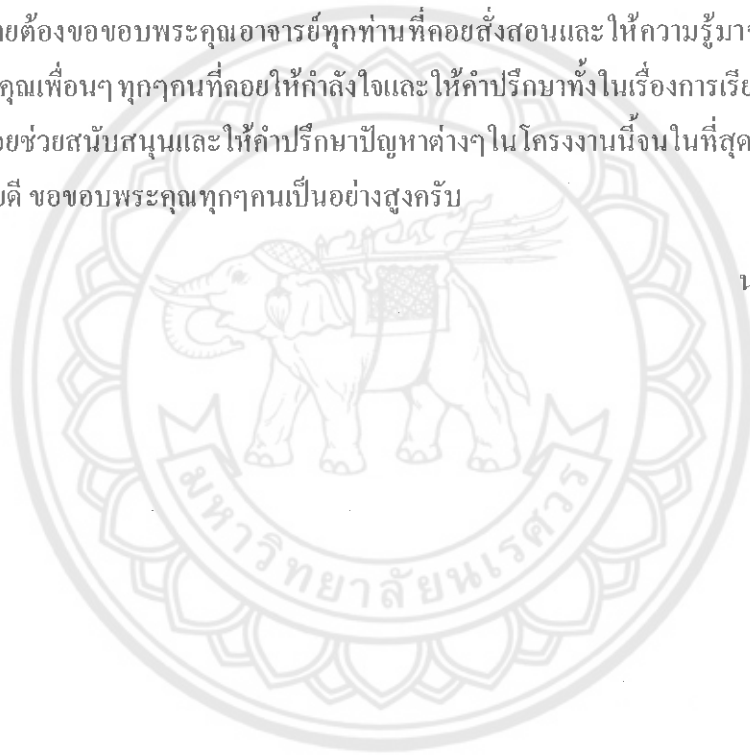 ายต้องขอขอบพระคุณอาจารย์ทุกท่านที่คอยสั่งสอนและให้ความรู้มา
คุณเพื่อนๆ ทุกๆคนที่คอยให้กำลังใจและให้คำปรึกษาทั้งในเรื่องการเรีย
อยช่วยสนับสนุนและให้คำปรึกษาปัญหาต่างๆในโครงงานนี้จนในที่สุด
บดี ขอขอบพระคุณทุกๆคนเป็นอย่างสูงครับ
น
มหาวิทยาลัยนเรศวร